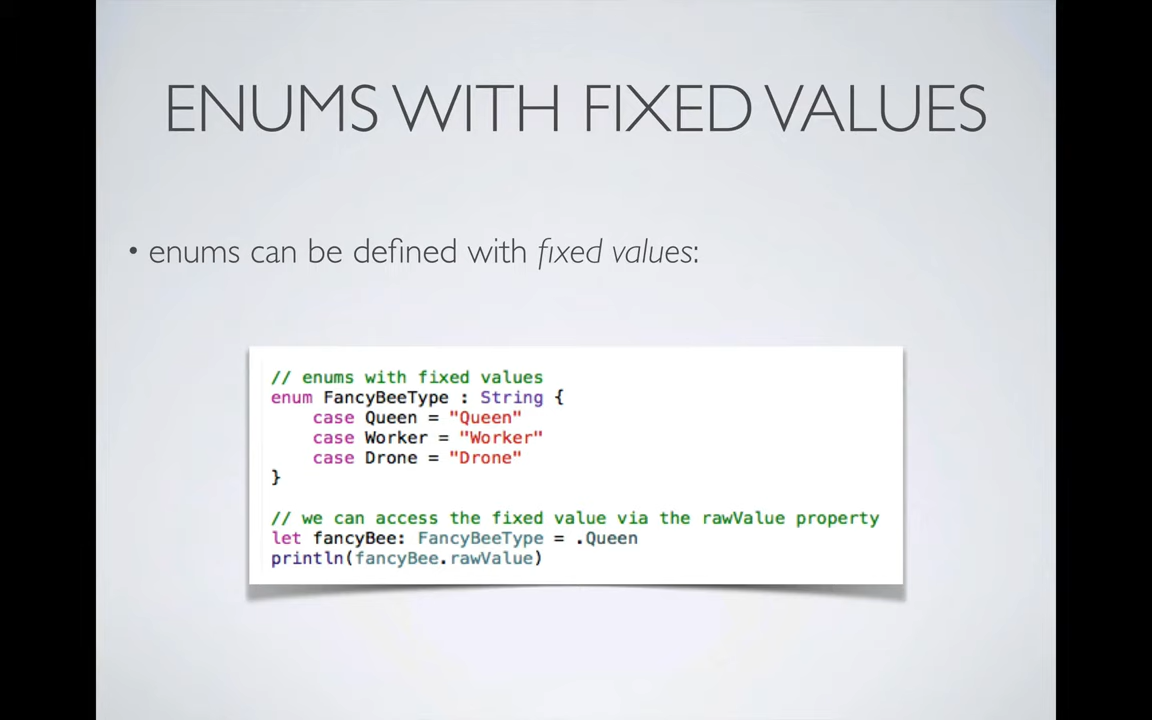 ENUMS WITH FIXED VALUES
• enums can be defined with fixed values:
// enums with fixed values
enum FancyBeeType : String {
    case Queen = "Queen"
    case Worker = "Worker"
    case Drone = "Drone"
}
// we can access the fixed value via the rawValue property
let fancyBee: FancyBeeType = .Queen
println(fancyBee.rawValue)